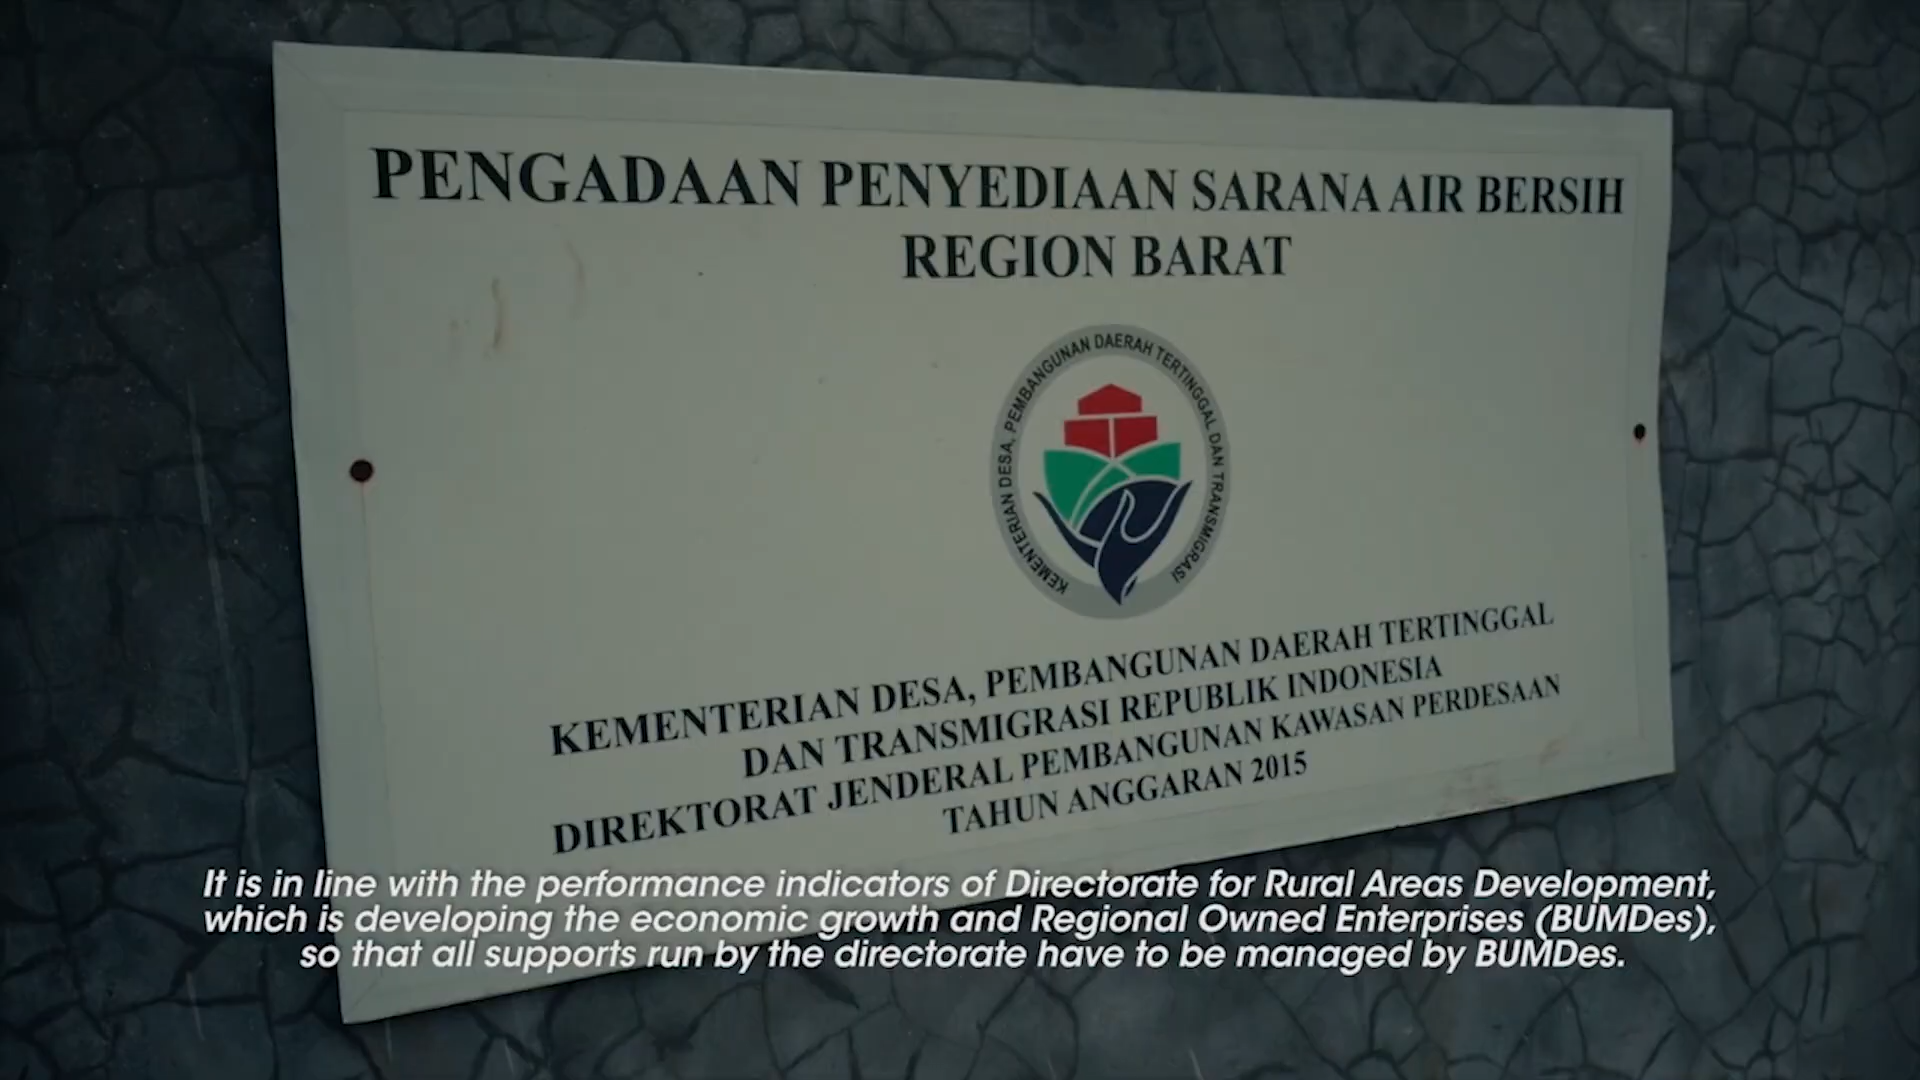 PENGADAAN PENYEDIAAN SARANA AIR BERSIH
REGION BARAT
KEMENTERIAN DESA, PEMBANGUNAN DAERAH TERTINGGAL DAN TRANSMIGRASI
KEMENTERIAN DESA, PEMBANGUNAN DAERAH TERTINGGAL
DAN TRANSMIGRASI REPUBLIK INDONESIA
DIREKTORAT JENDERAL PEMBANGUNAN KAWASAN PERDESAAN
TAHUN ANGGARAN 2015
It is in line with the performance indicators of Directorate for Rural Areas Development,
which is developing the economic growth and Regional Owned Enterprises (BUMDes),
so that all supports run by the directorate have to be managed by BUMDes.